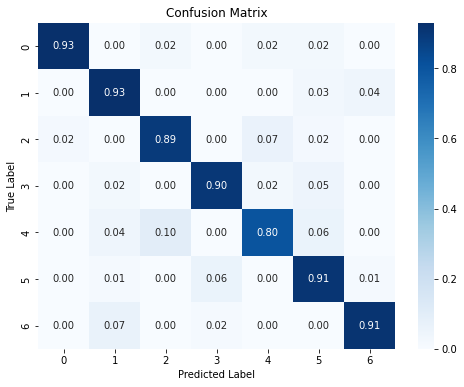 Confusion Matrix
0 0.93 0.00 0.02 0.00 0.02 0.02 0.00
1 0.00 0.93 0.00 0.00 0.00 0.03 0.04
2 0.02 0.00 0.89 0.00 0.07 0.02 0.00
3 0.00 0.02 0.00 0.90 0.02 0.05 0.00
4 0.00 0.04 0.10 0.00 0.80 0.06 0.00
5 0.00 0.01 0.00 0.06 0.00 0.91 0.01
6 0.00 0.07 0.00 0.02 0.00 0.00 0.91
0 1 2 3 4 5 6
Predicted Label
True Label
0.8
0.6
0.4
0.2
0.0